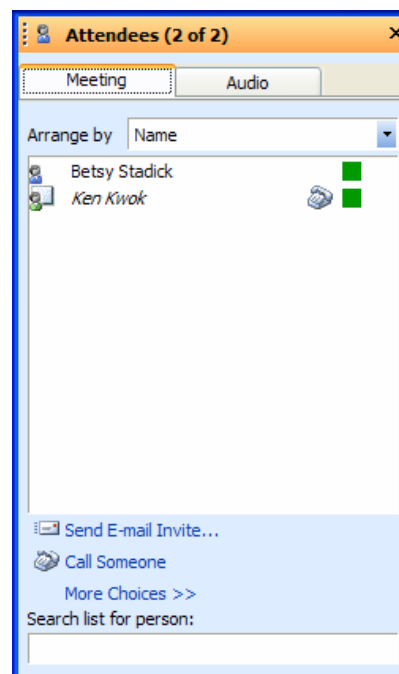 Attendees (2 of 2)
Meeting Audio
Arrange by Name
Betsy Stadick
Ken Kwok
Send E-mail Invite...
Call Someone
More Choices >>
Search list for person: